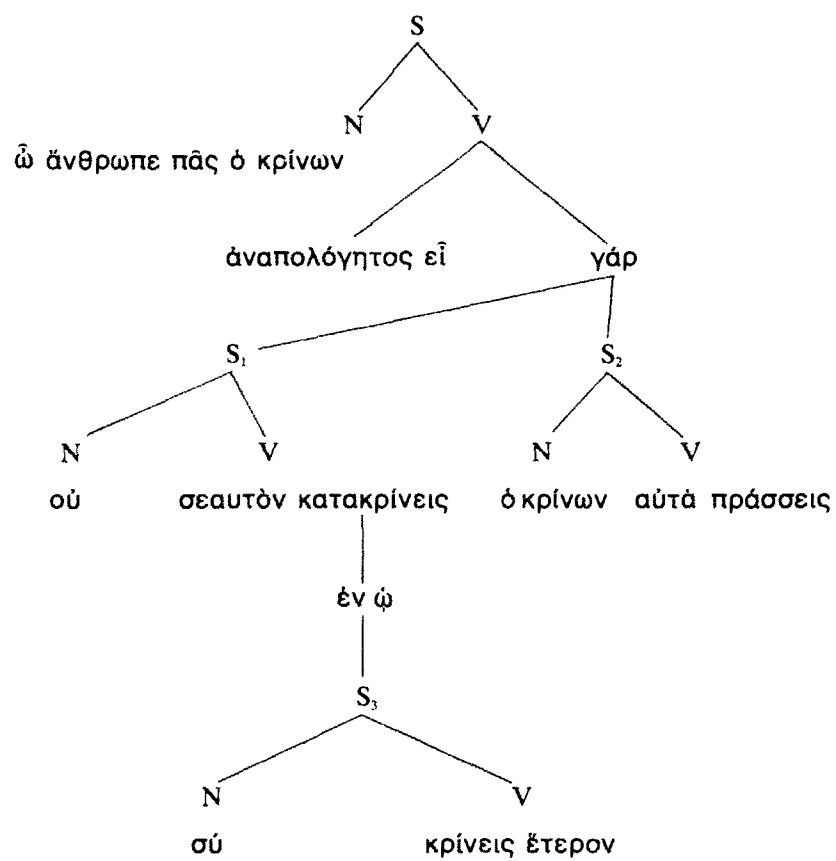 S
N V
ὦ ἄνθρωπε πᾶς ὁ κρίνων
ἀναπολόγητος εἶ γάρ
S₁ S₂
N V N V
οὐ σεαυτὸν κατακρίνεις ὁ κρίνων αὐτὰ πράσσεις
ἐν ᾧ
S₃
N V
σύ κρίνεις ἕτερον